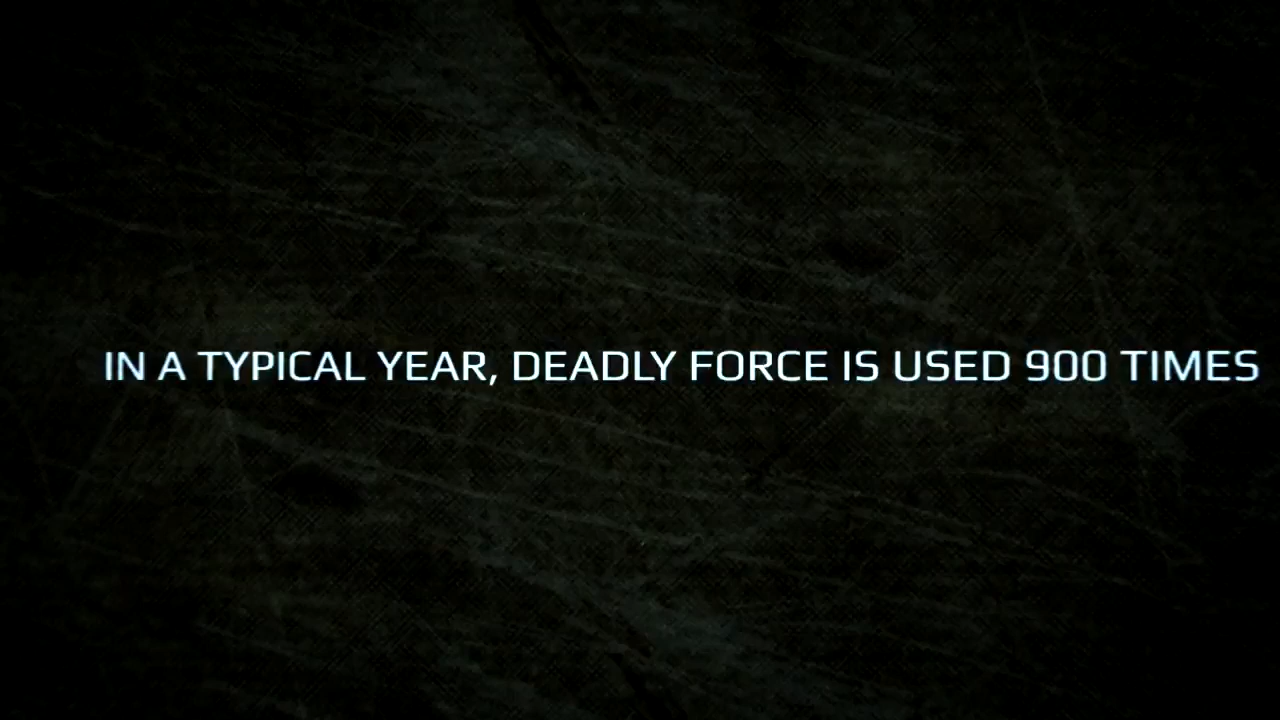 IN A TYPICAL YEAR, DEADLY FORCE IS USED 900 TIMES